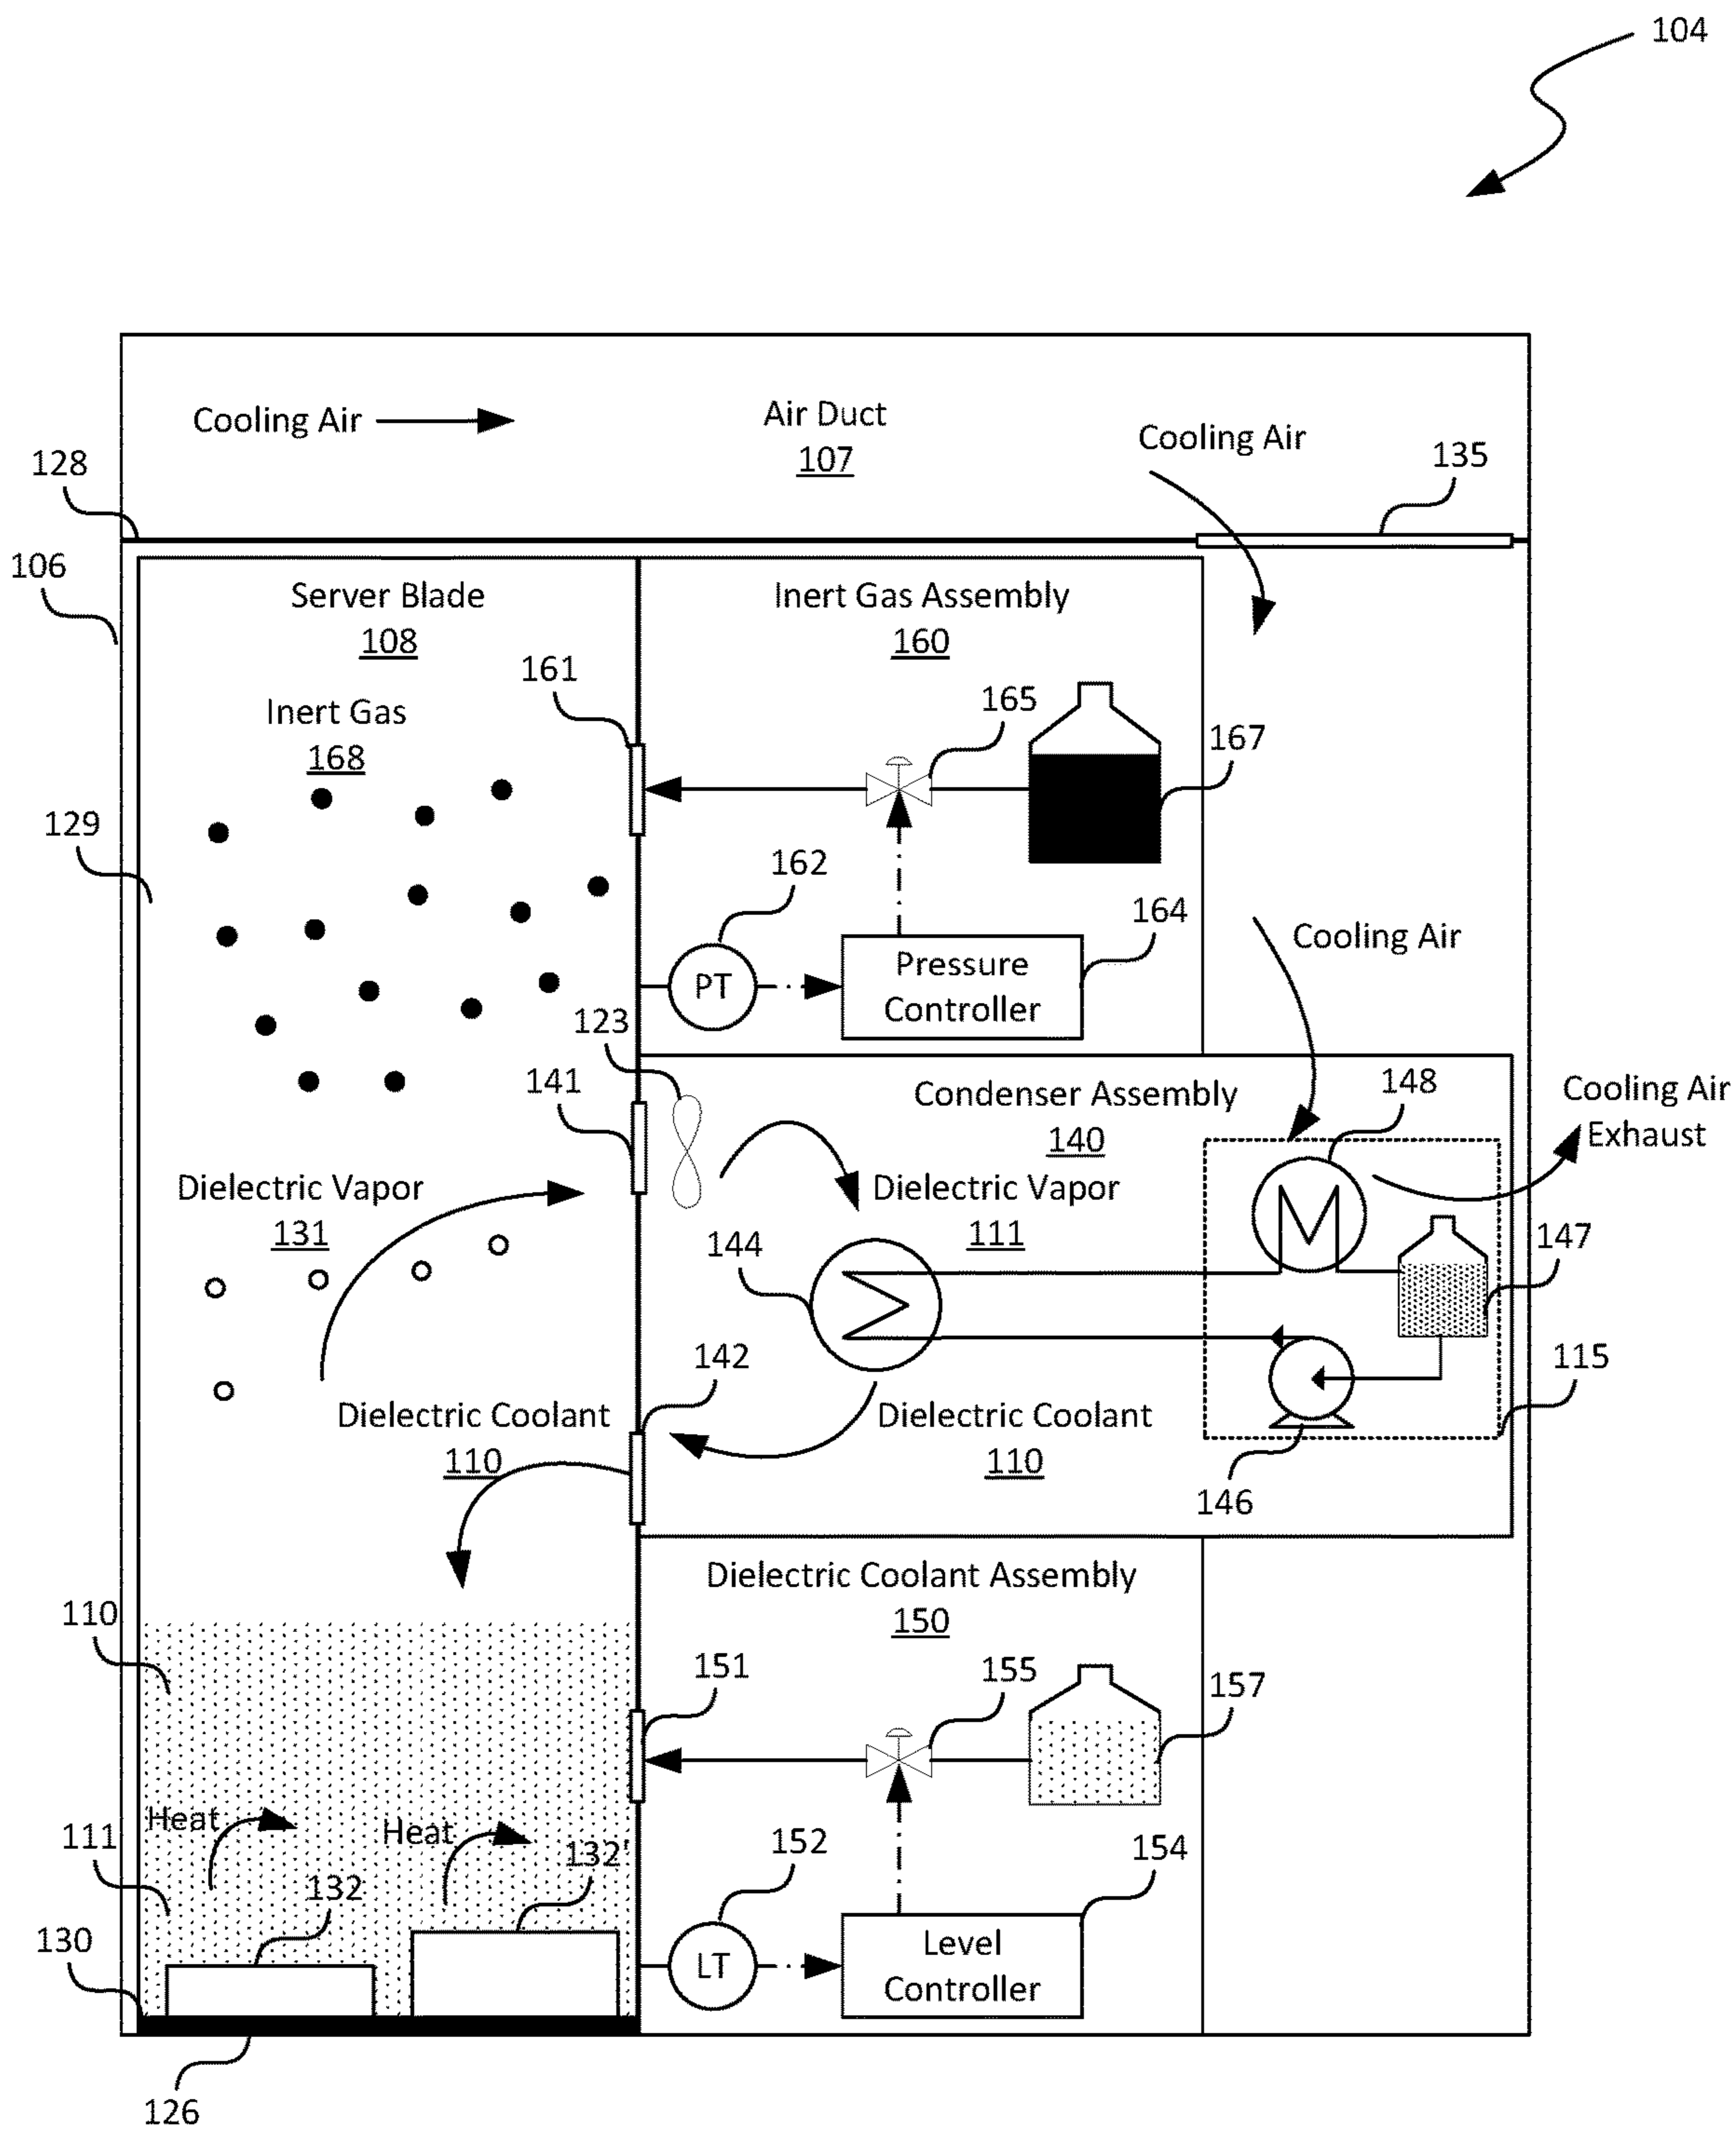 104
Cooling Air
Air Duct
107
Cooling Air
135
128
106
Server Blade
108
Inert Gas Assembly
160
161
165
Inert Gas
168
167
129
162
164
Cooling Air
PT
Pressure
Controller
123
141
Condenser Assembly
140
148
Cooling Air
Exhaust
Dielectric Vapor
131
Dielectric Vapor
111
144
147
142
115
Dielectric Coolant
110
Dielectric Coolant
110
146
Dielectric Coolant Assembly
150
110
151
155
157
Heat
Heat
111
132
132'
152
154
130
LT
Level
Controller
126